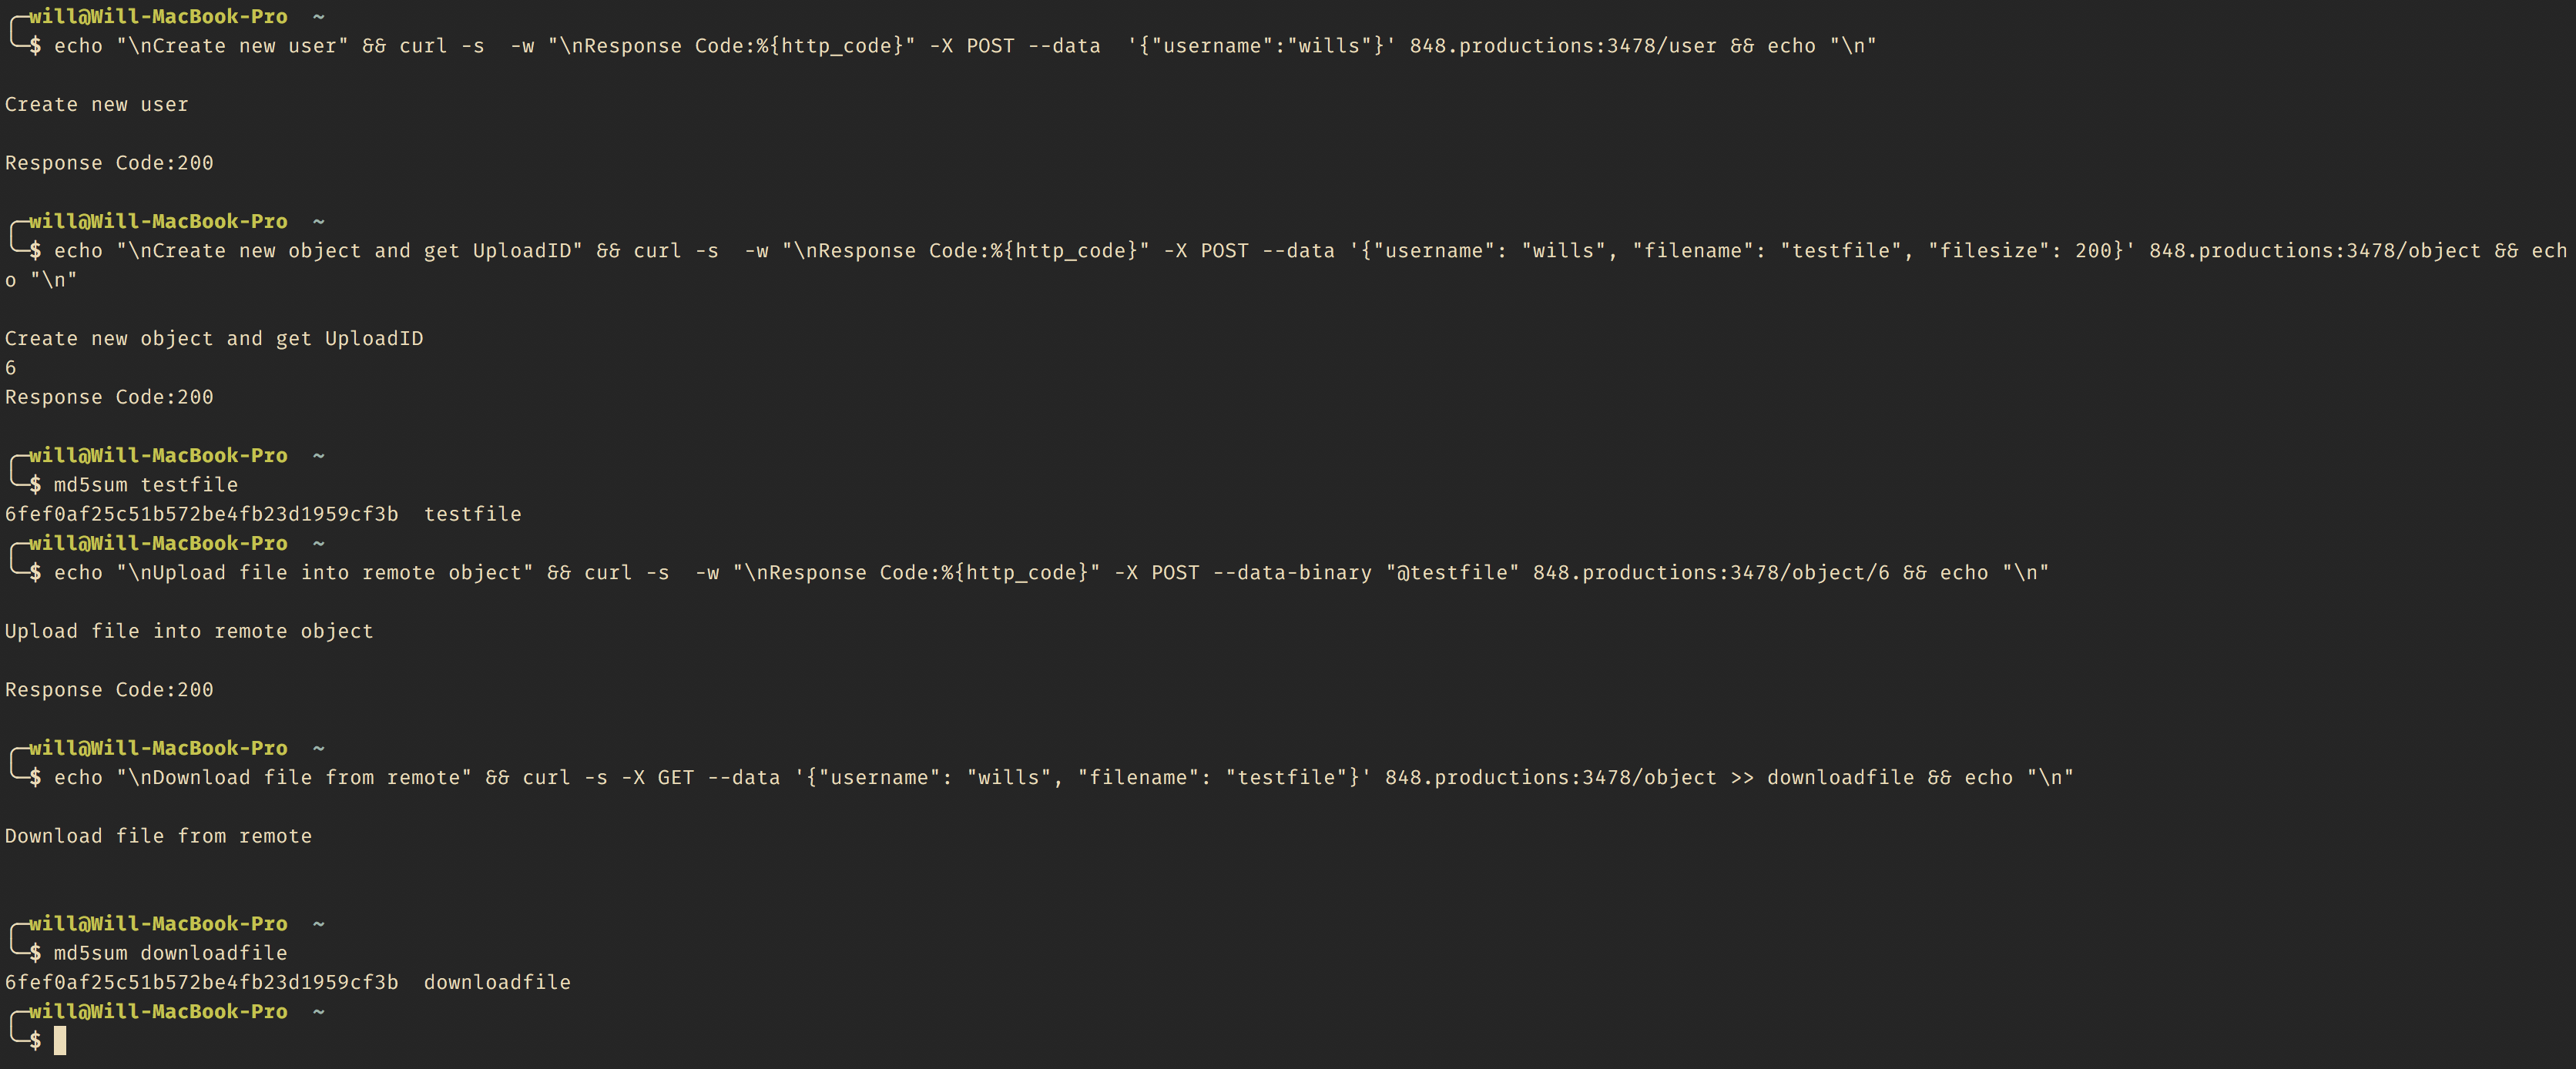 will@Will-MacBook-Pro ~
$ echo "\nCreate new user" && curl -s  -w "\nResponse Code:%{http_code}" -X POST --data  '{"username":"wills"}' 848.productions:3478/user && echo "\n"
Create new user
Response Code:200
will@Will-MacBook-Pro ~
$ echo "\nCreate new object and get UploadID" && curl -s  -w "\nResponse Code:%{http_code}" -X POST --data '{"username": "wills", "filename": "testfile", "filesize": 200}' 848.productions:3478/object && ech
o "\n"
Create new object and get UploadID
6
Response Code:200
will@Will-MacBook-Pro ~
$ md5sum testfile
6fef0af25c51b572be4fb23d1959cf3b  testfile
will@Will-MacBook-Pro ~
$ echo "\nUpload file into remote object" && curl -s  -w "\nResponse Code:%{http_code}" -X POST --data-binary "@testfile" 848.productions:3478/object/6 && echo "\n"
Upload file into remote object
Response Code:200
will@Will-MacBook-Pro ~
$ echo "\nDownload file from remote" && curl -s -X GET --data '{"username": "wills", "filename": "testfile"}' 848.productions:3478/object >> downloadfile && echo "\n"
Download file from remote
will@Will-MacBook-Pro ~
$ md5sum downloadfile
6fef0af25c51b572be4fb23d1959cf3b  downloadfile
will@Will-MacBook-Pro ~
$